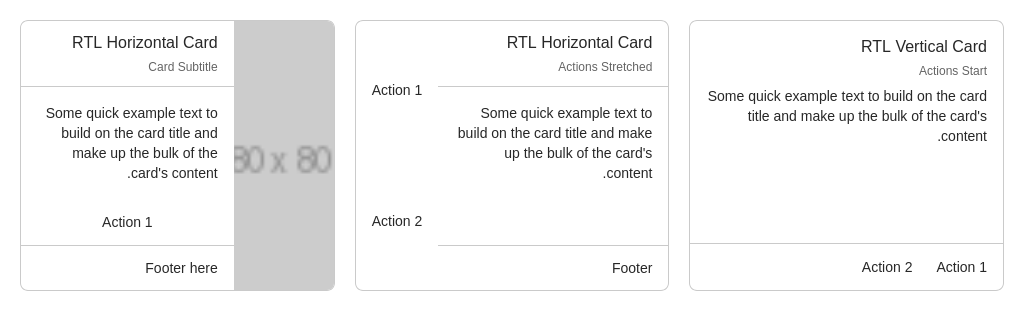 RTL Horizontal Card
Card Subtitle
Some quick example text to
build on the card title and
make up the bulk of the
.card's content
Action 1
Footer here
80 x 80
RTL Horizontal Card
Actions Stretched
Action 1
Some quick example text to
build on the card title and make
up the bulk of the card's
.content
Action 2
Footer
RTL Vertical Card
Actions Start
Some quick example text to build on the card
title and make up the bulk of the card's
.content
Action 2 Action 1